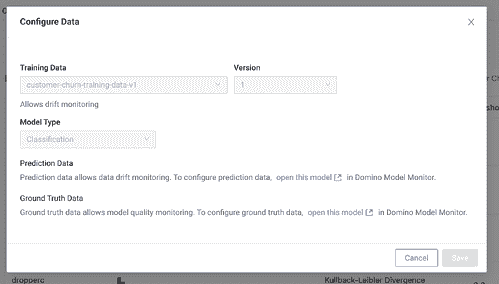 Configure Data
Training Data
Version
customer-churn-training-data-v1
1
Allows drift monitoring
Model Type
Classification
Prediction Data
Prediction data allows data drift monitoring. To configure prediction data, open this model in Domino Model Monitor.
Ground Truth Data
Ground truth data allows model quality monitoring. To configure ground truth data, open this model in Domino Model Monitor.
Cancel
Save
dropperc
Kullback-Leibler Divergence